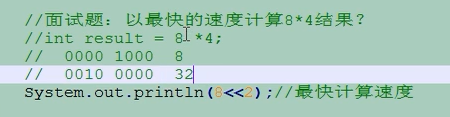 //面试题：以最快的速度计算8*4结果？
//int result = 8 *4;
// 0000 1000 8
// 0010 0000 32
System.out.println(8<<2);//最快计算速度